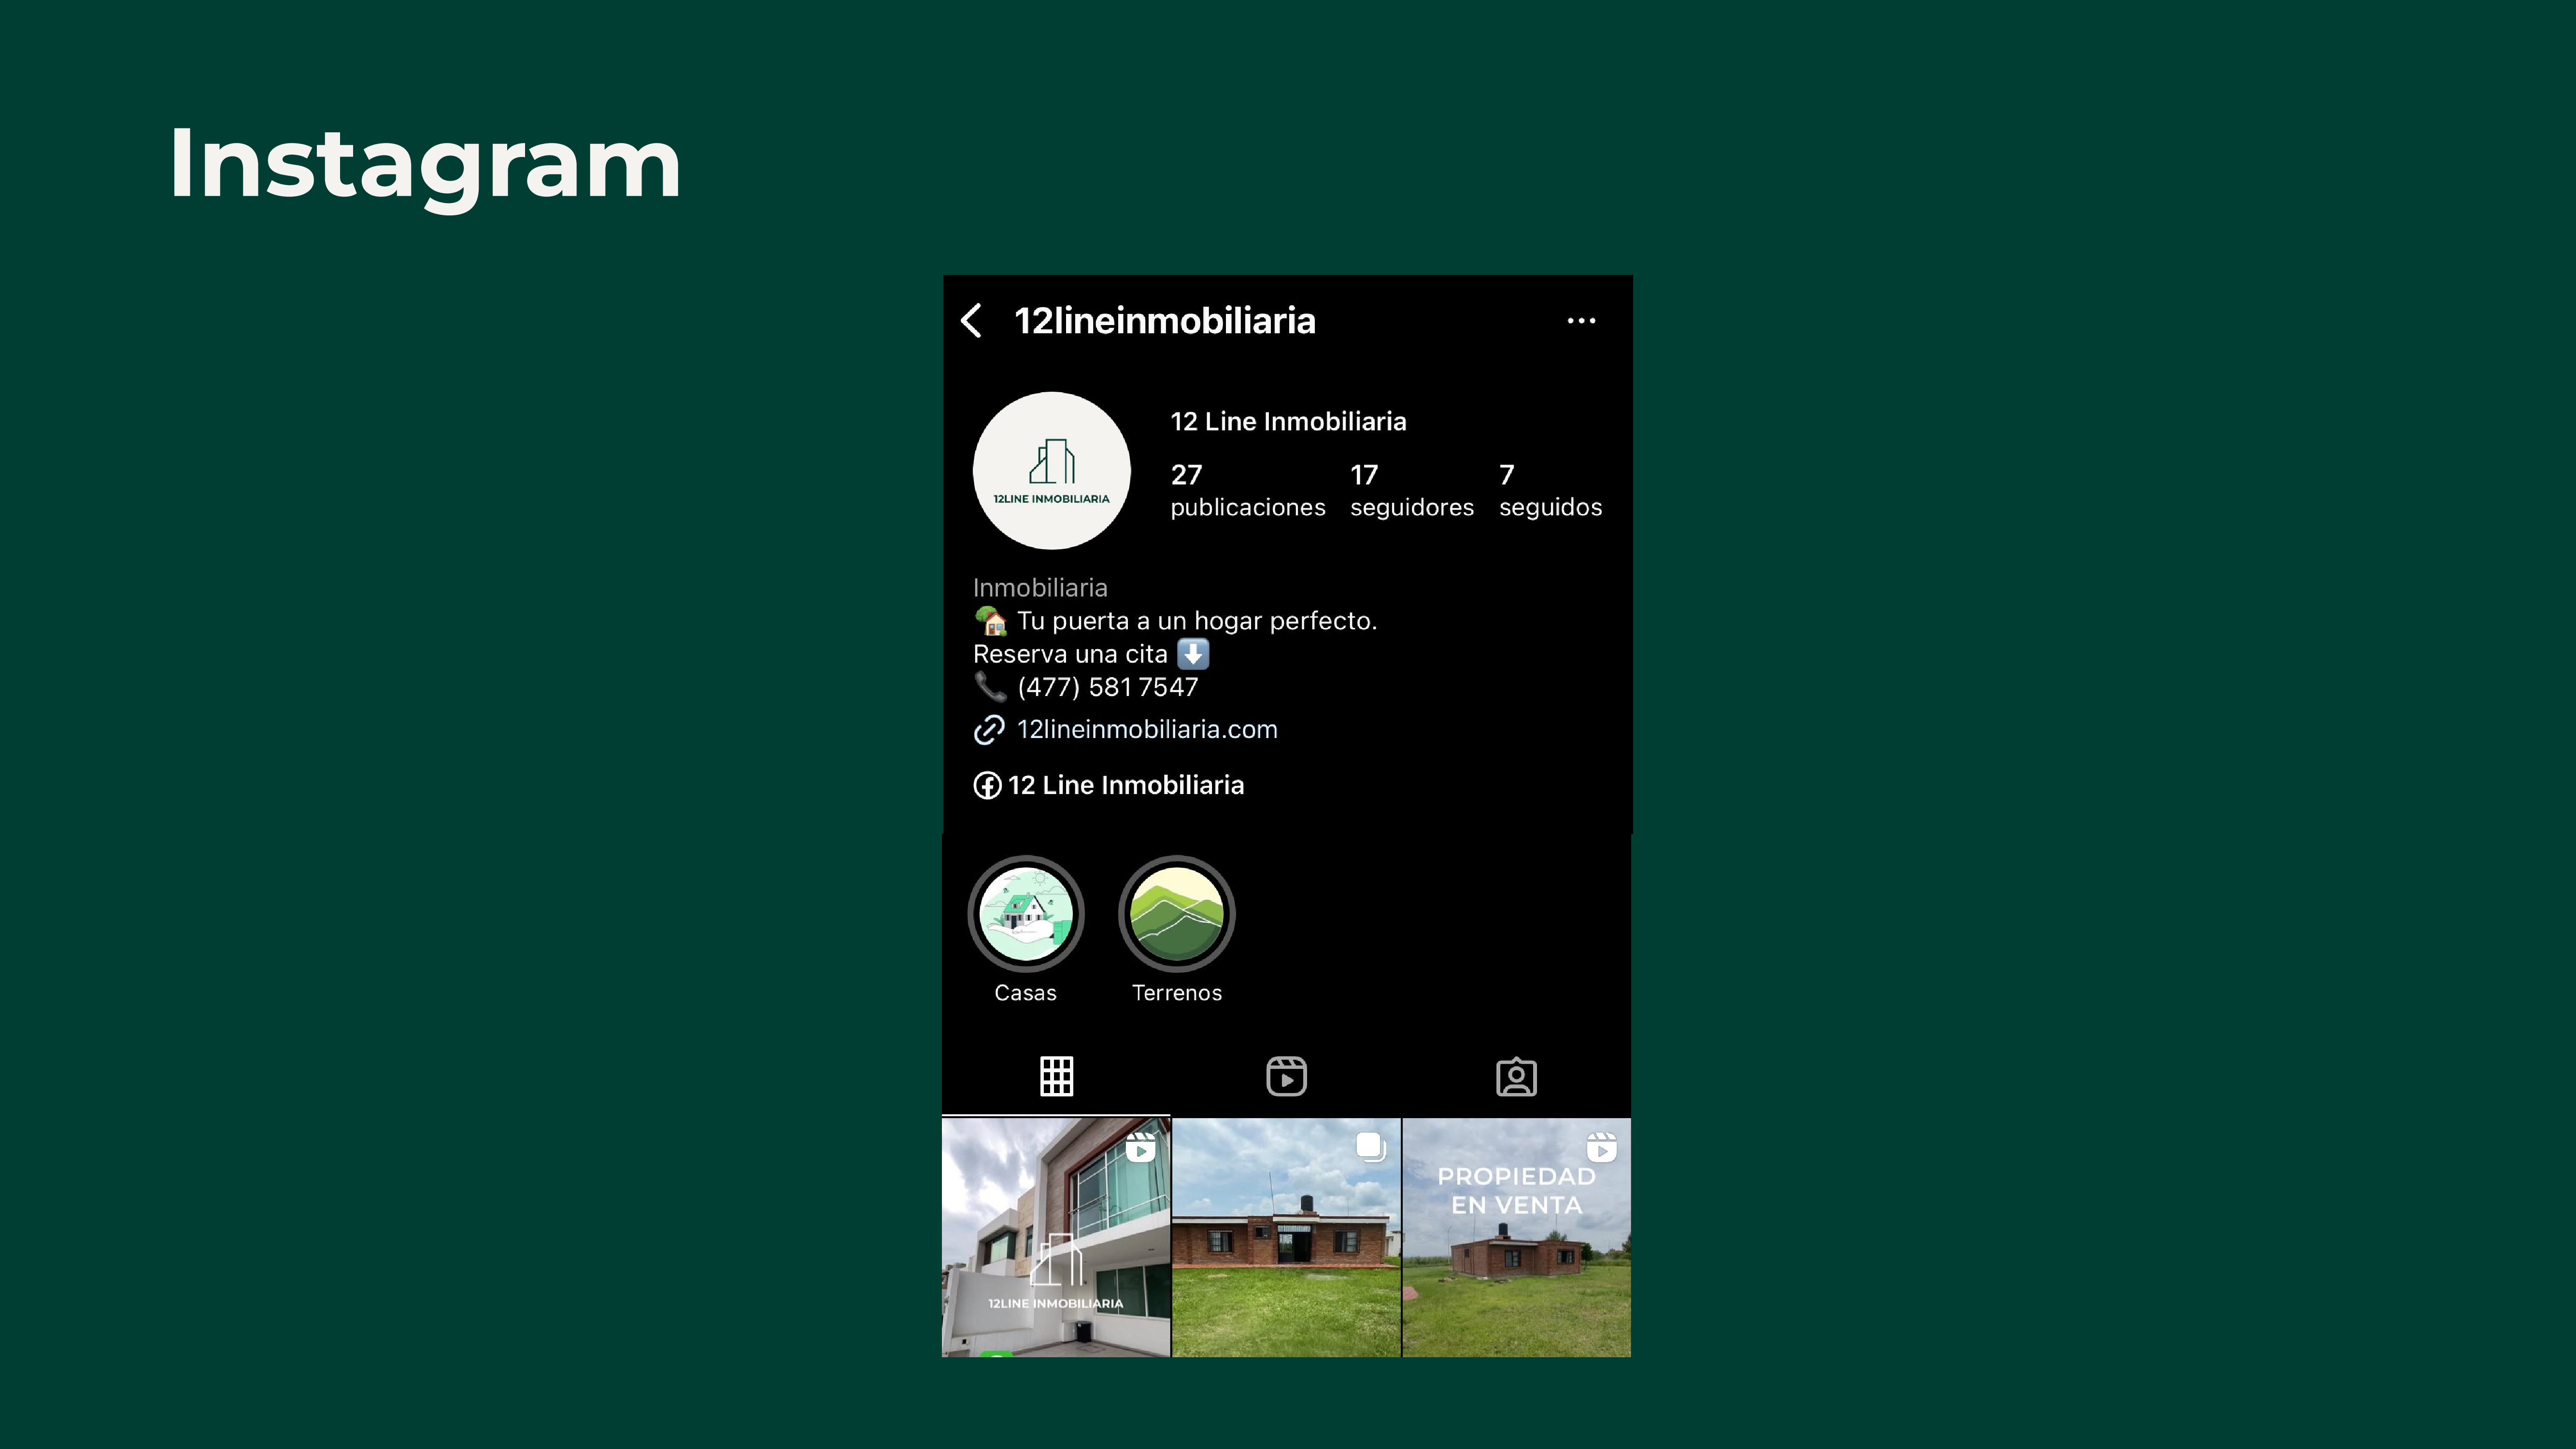 Instagram
12lineinmobiliaria
12LINE INMOBILIARIA
12 Line Inmobiliaria
27 17 7
publicaciones seguidores seguidos
Inmobiliaria
🏡 Tu puerta a un hogar perfecto.
Reserva una cita ⬇️
📞 (477) 581 7547
12lineinmobiliaria.com
12 Line Inmobiliaria
Casas Terrenos
PROPIEDAD
EN VENTA
12LINE INMOBILIARIA